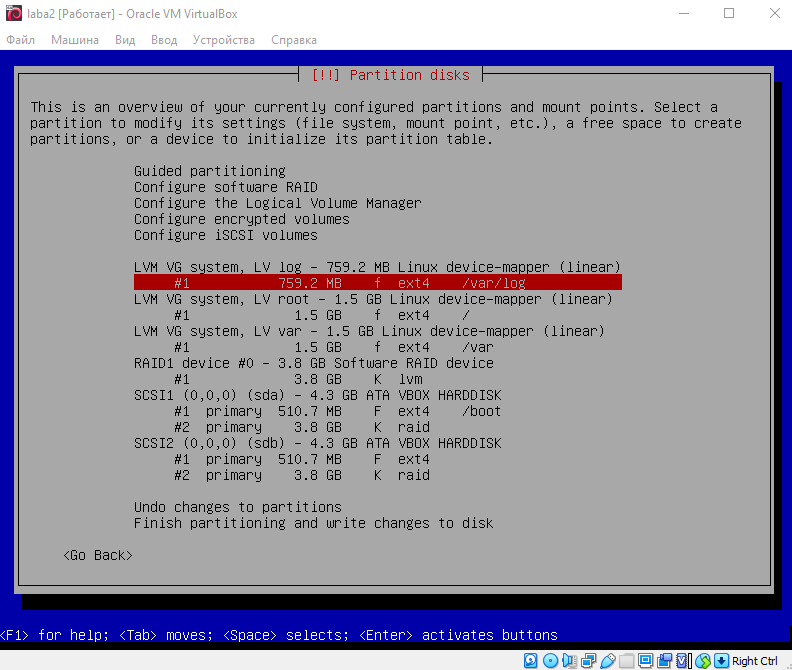 laba2 [Работает] - Oracle VM VirtualBox
Файл Машина Вид Ввод Устройства Справка
[!!] Partition disks
This is an overview of your currently configured partitions and mount points. Select a
partition to modify its settings (file system, mount point, etc.), a free space to create
partitions, or a device to initialize its partition table.
Guided partitioning
Configure software RAID
Configure the Logical Volume Manager
Configure encrypted volumes
Configure iSCSI volumes
LVM VG system, LV log - 759.2 MB Linux device-mapper (linear)
#1 759.2 MB f ext4 /var/log
LVM VG system, LV root - 1.5 GB Linux device-mapper (linear)
#1 1.5 GB f ext4 /
LVM VG system, LV var - 1.5 GB Linux device-mapper (linear)
#1 1.5 GB f ext4 /var
RAID1 device #0 - 3.8 GB Software RAID device
#1 3.8 GB K lvm
SCSI1 (0,0,0) (sda) - 4.3 GB ATA VBOX HARDDISK
#1 primary 510.7 MB F ext4 /boot
#2 primary 3.8 GB K raid
SCSI2 (0,0,0) (sdb) - 4.3 GB ATA VBOX HARDDISK
#1 primary 510.7 MB F ext4
#2 primary 3.8 GB K raid
Undo changes to partitions
Finish partitioning and write changes to disk
<Go Back>
<F1> for help; <Tab> moves; <Space> selects; <Enter> activates buttons
Right Ctrl